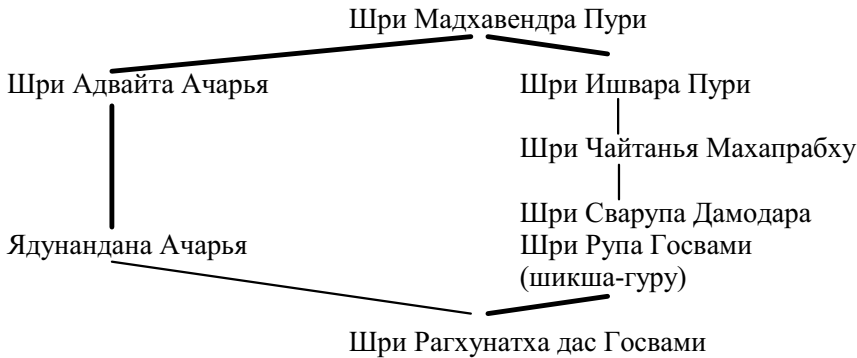 Шри Мадхавендра Пури
Шри Адвайта Ачарья
Шри Ишвара Пури
Шри Чайтанья Махапрабху
Шри Сварупа Дамодара
Ядунандана Ачарья
Шри Рупа Госвами
(шикша-гуру)
Шри Рагхунатха дас Госвами